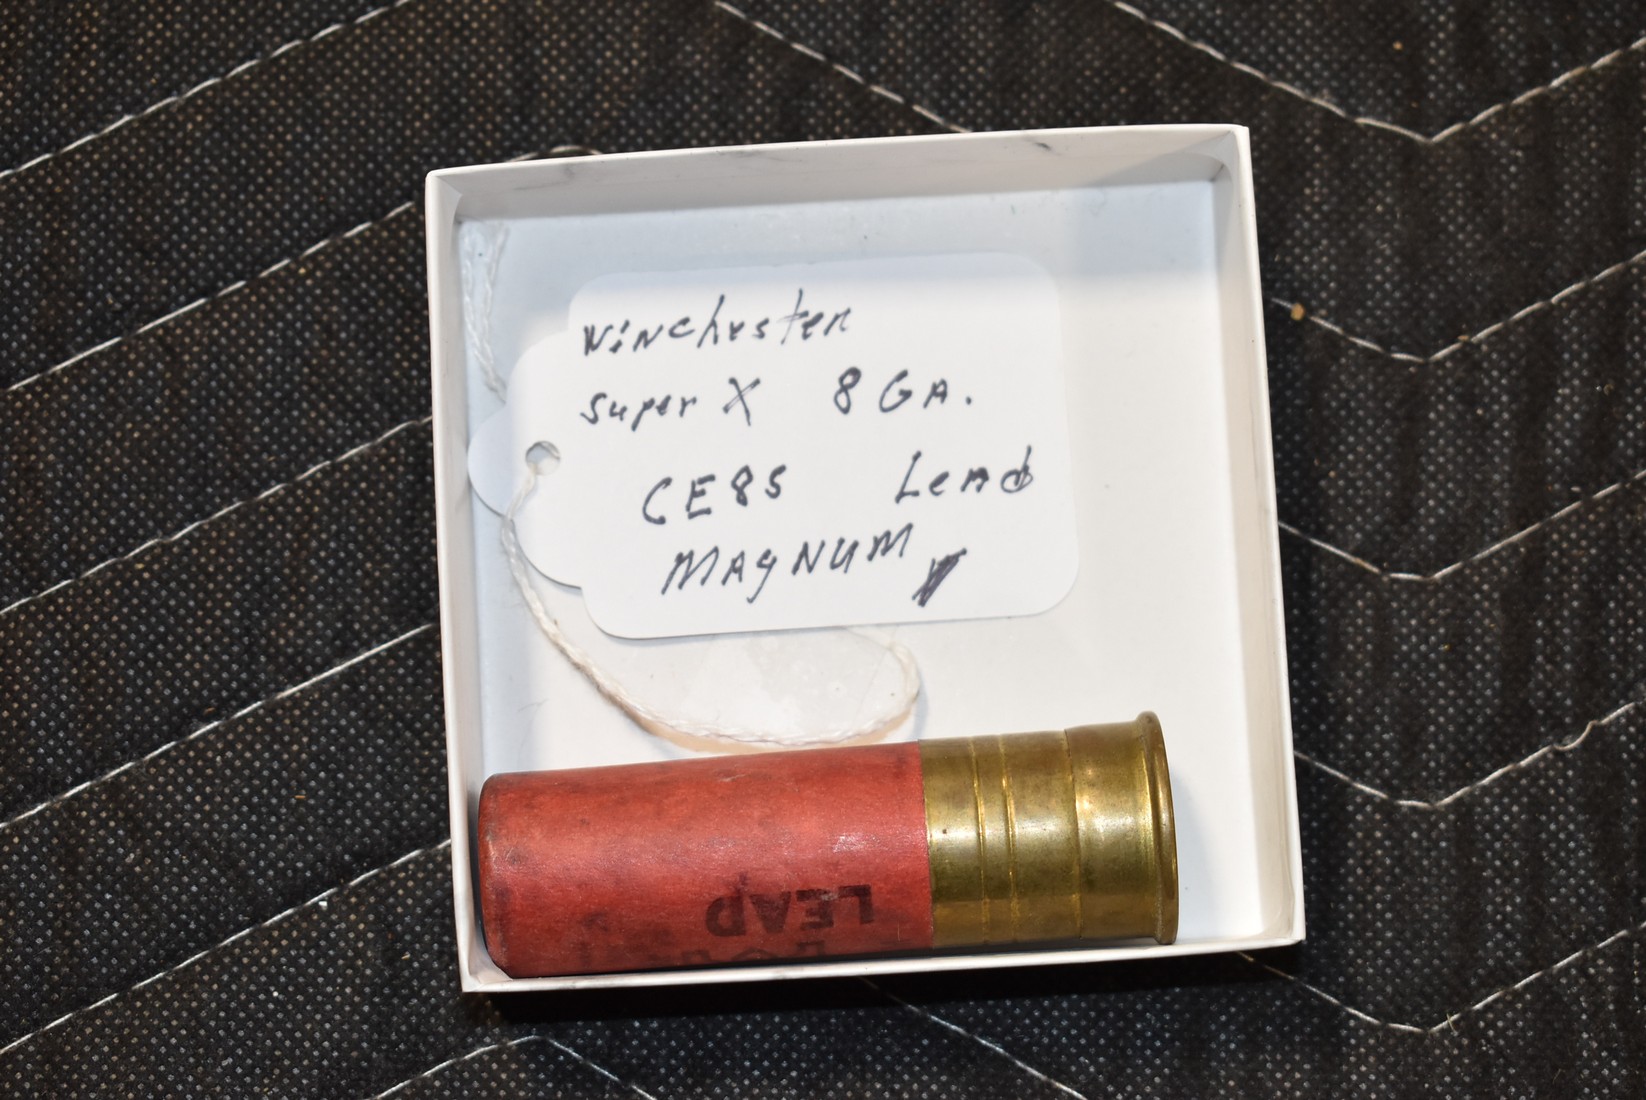 Winchester
Super X 8 GA.
CE85 Lead
MAgNUM
LEAD